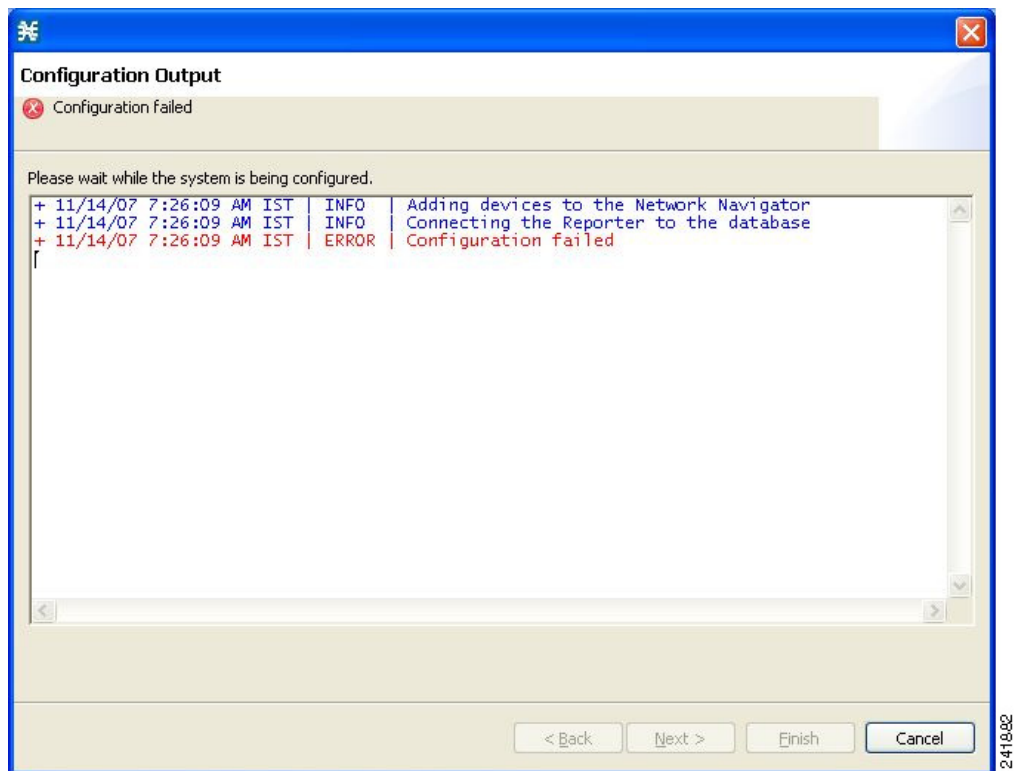 Configuration Output
Configuration failed
Please wait while the system is being configured.
+ 11/14/07 7:26:09 AM IST | INFO  | Adding devices to the Network Navigator
+ 11/14/07 7:26:09 AM IST | INFO  | Connecting the Reporter to the database
+ 11/14/07 7:26:09 AM IST | ERROR | Configuration failed
< Back Next > Finish Cancel
241882